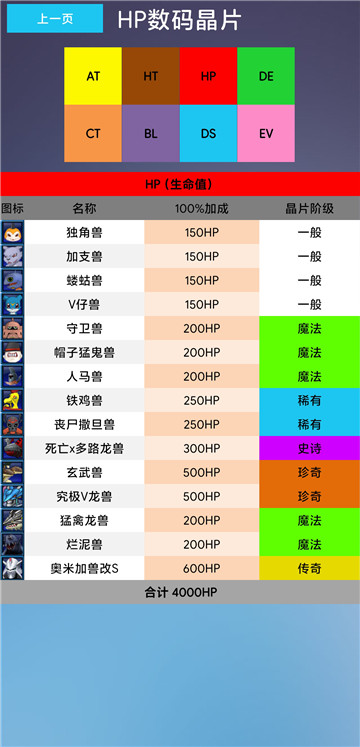 上一页 HP数码晶片
AT HT HP DE
CT BL DS EV
HP（生命值）
图标 名称 100%加成 晶片阶级
独角兽 150HP 一般
加支兽 150HP 一般
蝼蛄兽 150HP 一般
V仔兽 150HP 一般
守卫兽 200HP 魔法
帽子猛鬼兽 200HP 魔法
人马兽 200HP 魔法
铁鸡兽 250HP 稀有
丧尸撒旦兽 250HP 稀有
死亡x多路龙兽 300HP 史诗
玄武兽 500HP 珍奇
究极V龙兽 500HP 珍奇
猛禽龙兽 200HP 魔法
烂泥兽 200HP 魔法
奥米加兽改S 600HP 传奇
合计 4000HP